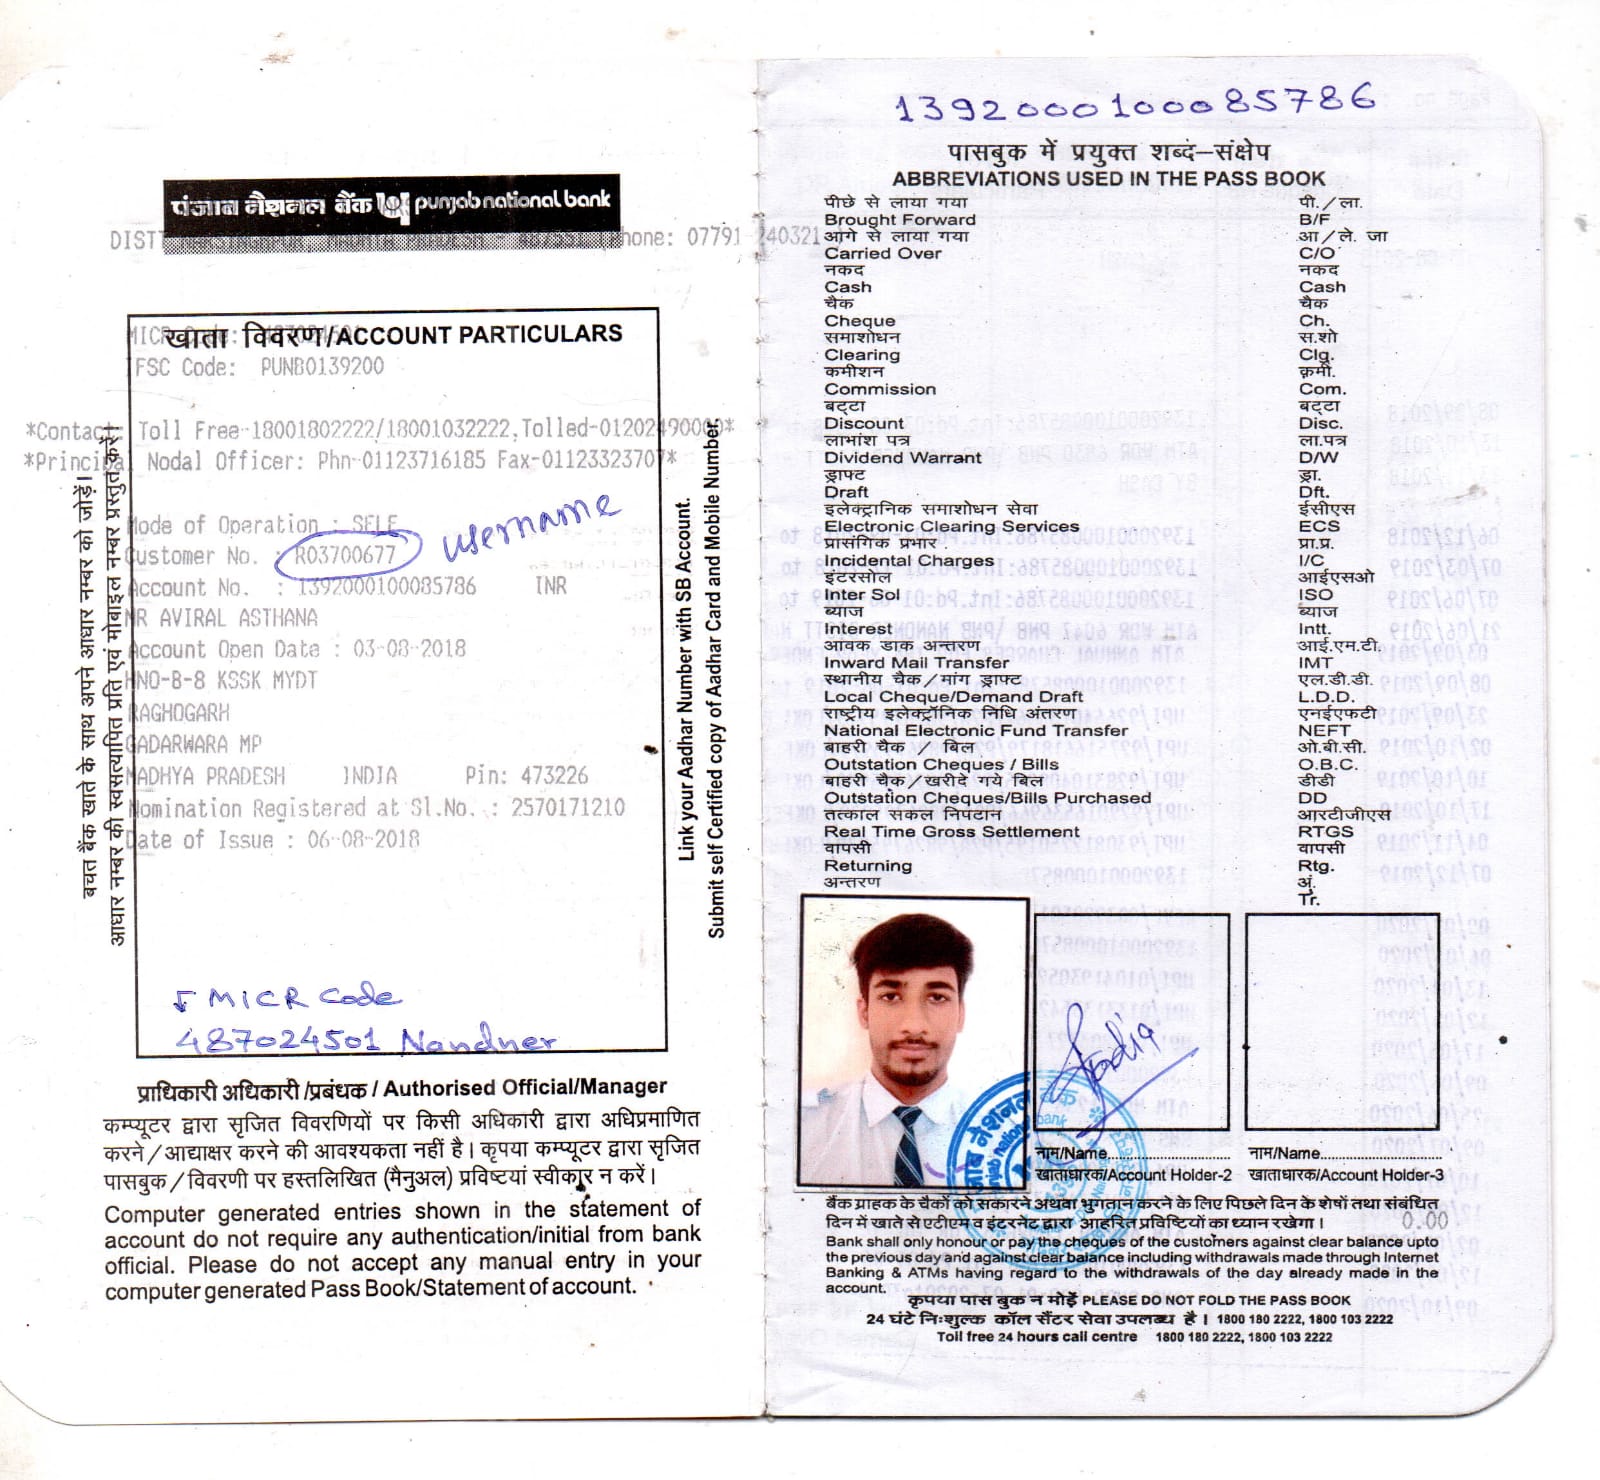 पंजाब नैशनल बैंक punjab national bank
DISTT NARSINGHPUR, MADHYA PRADESH - 487551 (Phone: 07791 240321
खाता विवरण/ACCOUNT PARTICULARS
MICR Code:
IFSC Code: PUNB0139200
*Contact: Toll Free-18001802222/18001032222,Tolled-01202490000*
*Principal Nodal Officer: Phn-01123716185 Fax-01123323707*
Mode of Operation : SELF
username
Customer No. : R03700677
Account No. : 1392000100085786 INR
MR AVIRAL ASTHANA
Account Open Date : 03-08-2018
HNO-B-8 KSSK MYDT
RAGHOGARH
GADARWARA MP
MADHYA PRADESH INDIA Pin: 473226
Nomination Registered at Sl.No. : 2570171210
Date of Issue : 06-08-2018
MICR Code
487024501 Nandner
बचत बैंक खाते के साथ अपने आधार नम्बर को जोड़ें।
आधार नम्बर की स्वसत्यापित प्रति एवं मोबाइल नम्बर प्रस्तुत करें
Link your Aadhar Number with SB Account.
Submit self Certified copy of Aadhar Card and Mobile Number.
प्राधिकारी अधिकारी/प्रबंधक/Authorised Official/Manager
कम्प्यूटर द्वारा सृजित विवरणियों पर किसी अधिकारी द्वारा अधिप्रमाणित
करने/आद्याक्षर करने की आवश्यकता नहीं है। कृपया कम्प्यूटर द्वारा सृजित
पासबुक/विवरणी पर हस्तलिखित (मैनुअल) प्रविष्टियां स्वीकार न करें।
Computer generated entries shown in the statement of
account do not require any authentication/initial from bank
official. Please do not accept any manual entry in your
computer generated Pass Book/Statement of account.
1392000100085786
पासबुक में प्रयुक्त शब्द-संक्षेप
ABBREVIATIONS USED IN THE PASS BOOK
पीछे से लाया गया पी./ला.
Brought Forward B/F
आगे से लाया गया आ/ले. जा
Carried Over C/O
नकद नकद
Cash Cash
चैक चैक
Cheque Ch.
समाशोधन स.शो
Clearing Clg.
कमीशन क़मी.
Commission Com.
बट्टा बट्टा
Discount Disc.
लाभांश पत्र ला.पत्र
Dividend Warrant D/W
ड्राफ्ट ड्रा.
Draft Dft.
इलेक्ट्रानिक समाशोधन सेवा ईसीएस
Electronic Clearing Services ECS
प्रासंगिक प्रभार प्रा.प्र.
Incidental Charges I/C
इंटरसोल आईएसओ
Inter Sol ISO
ब्याज ब्याज
Interest Intt.
आवक डाक अन्तरण आई.एम.टी.
Inward Mail Transfer IMT
स्थानीय चैक/मांग ड्राफ्ट एल.डी.डी.
Local Cheque/Demand Draft L.D.D.
राष्ट्रीय इलेक्ट्रॉनिक निधि अंतरण एनईएफटी
National Electronic Fund Transfer NEFT
बाहरी चैक / बिल ओ.बी.सी.
Outstation Cheques / Bills O.B.C.
बाहरी चैक/खरीदे गये बिल डीडी
Outstation Cheques/Bills Purchased DD
तत्काल सकल निपटान आरटीजीएस
Real Time Gross Settlement RTGS
वापसी वापसी
Returning Rtg.
अन्तरण अं.
Tr.
नाम/Name.................... नाम/Name....................
खाताधारक/Account Holder-2 खाताधारक/Account Holder-3
बैंक ग्राहक के चैकों को सकारने अथवा भुगतान करने के लिए पिछले दिन के शेषों तथा संबंधित
दिन में खाते से एटीएम व इंटरनेट द्वारा आहरित प्रविष्टियों का ध्यान रखेगा। 0.00
Bank shall only honour or pay the cheques of the customers against clear balance upto
the previous day and against clear balance including withdrawals made through Internet
Banking & ATMs having regard to the withdrawals of the day already made in the
account.
कृपया पास बुक न मोड़ें PLEASE DO NOT FOLD THE PASS BOOK
24 घंटे निःशुल्क कॉल सैंटर सेवा उपलब्ध है। 1800 180 2222, 1800 103 2222
Toll free 24 hours call centre 1800 180 2222, 1800 103 2222